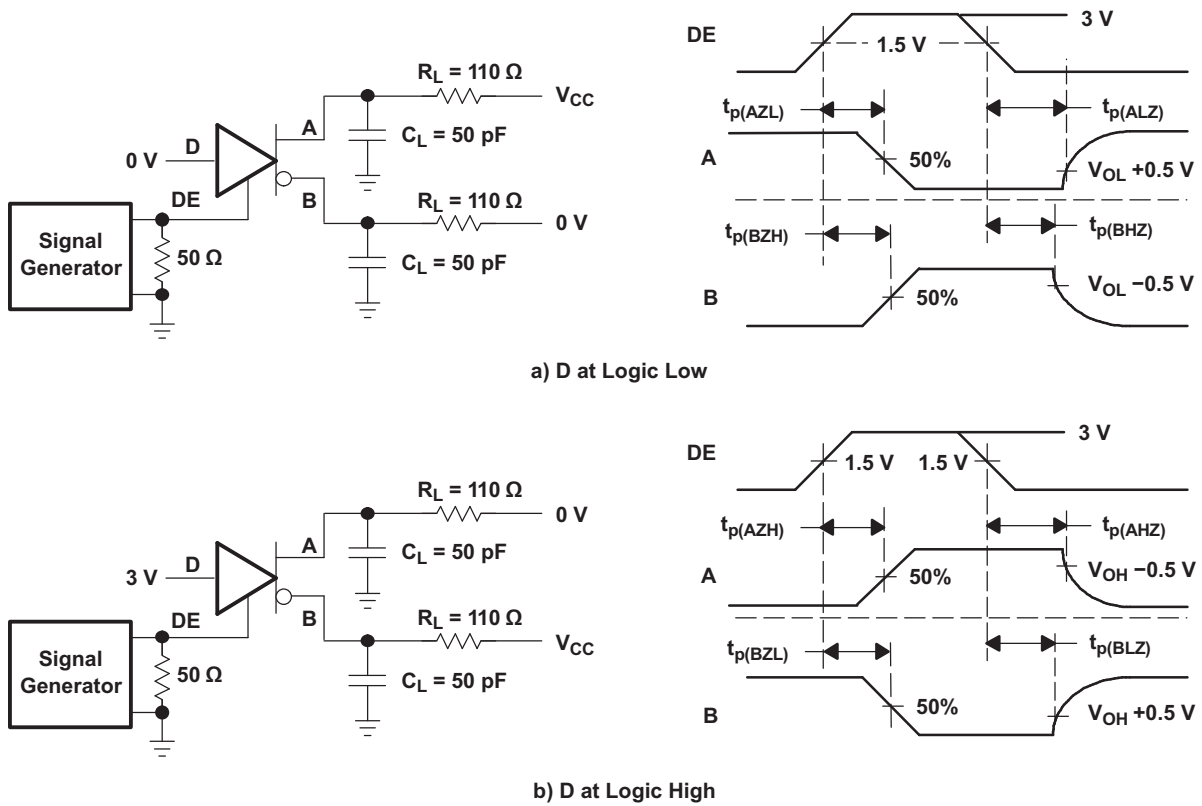 DE
3 V
1.5 V
R_L = 110 Ω
V_CC
A
C_L = 50 pF
0 V
D
DE
B
R_L = 110 Ω
0 V
C_L = 50 pF
Signal
Generator
50 Ω
t_p(AZL)
t_p(ALZ)
A
50%
V_OL +0.5 V
t_p(BZH)
t_p(BHZ)
B
50%
V_OL −0.5 V
a) D at Logic Low
DE
3 V
1.5 V
1.5 V
R_L = 110 Ω
0 V
A
C_L = 50 pF
3 V
D
DE
B
R_L = 110 Ω
V_CC
C_L = 50 pF
Signal
Generator
50 Ω
t_p(AZH)
t_p(AHZ)
A
50%
V_OH −0.5 V
t_p(BZL)
t_p(BLZ)
B
50%
V_OH +0.5 V
b) D at Logic High